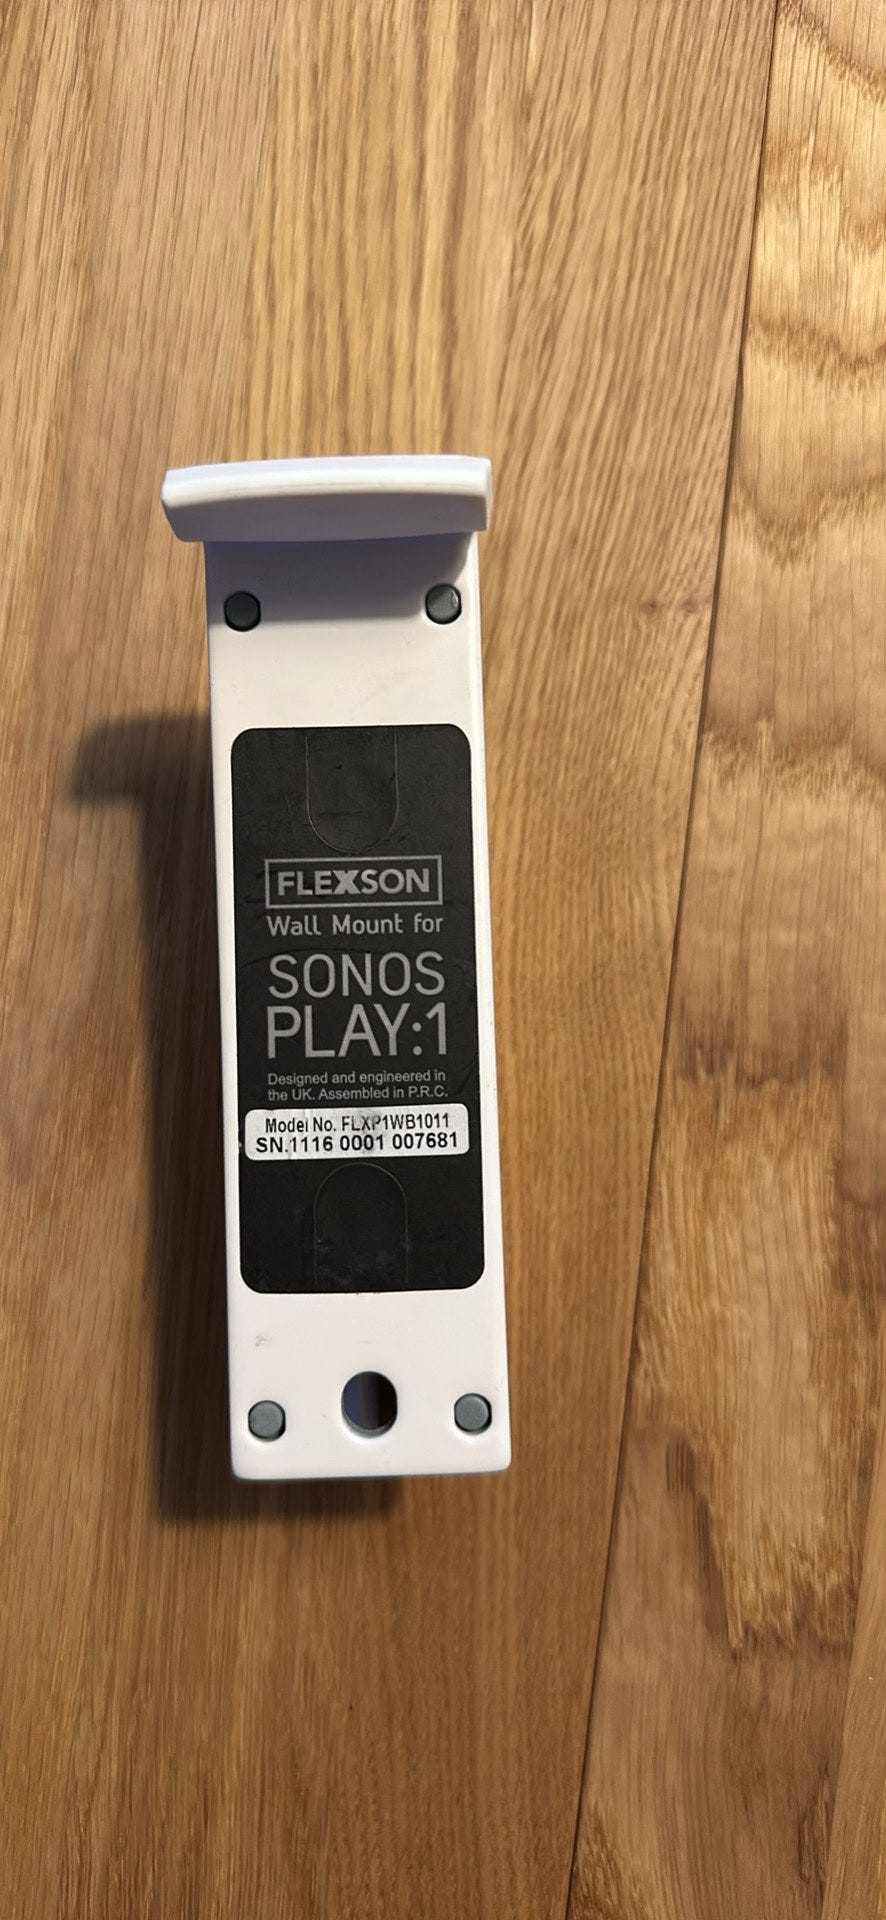 FLEXSON
Wall Mount for
SONOS
PLAY:1
Designed and engineered in
the UK. Assembled in P.R.C.
Model No. FLXP1WB1011
SN.1116 0001 007681